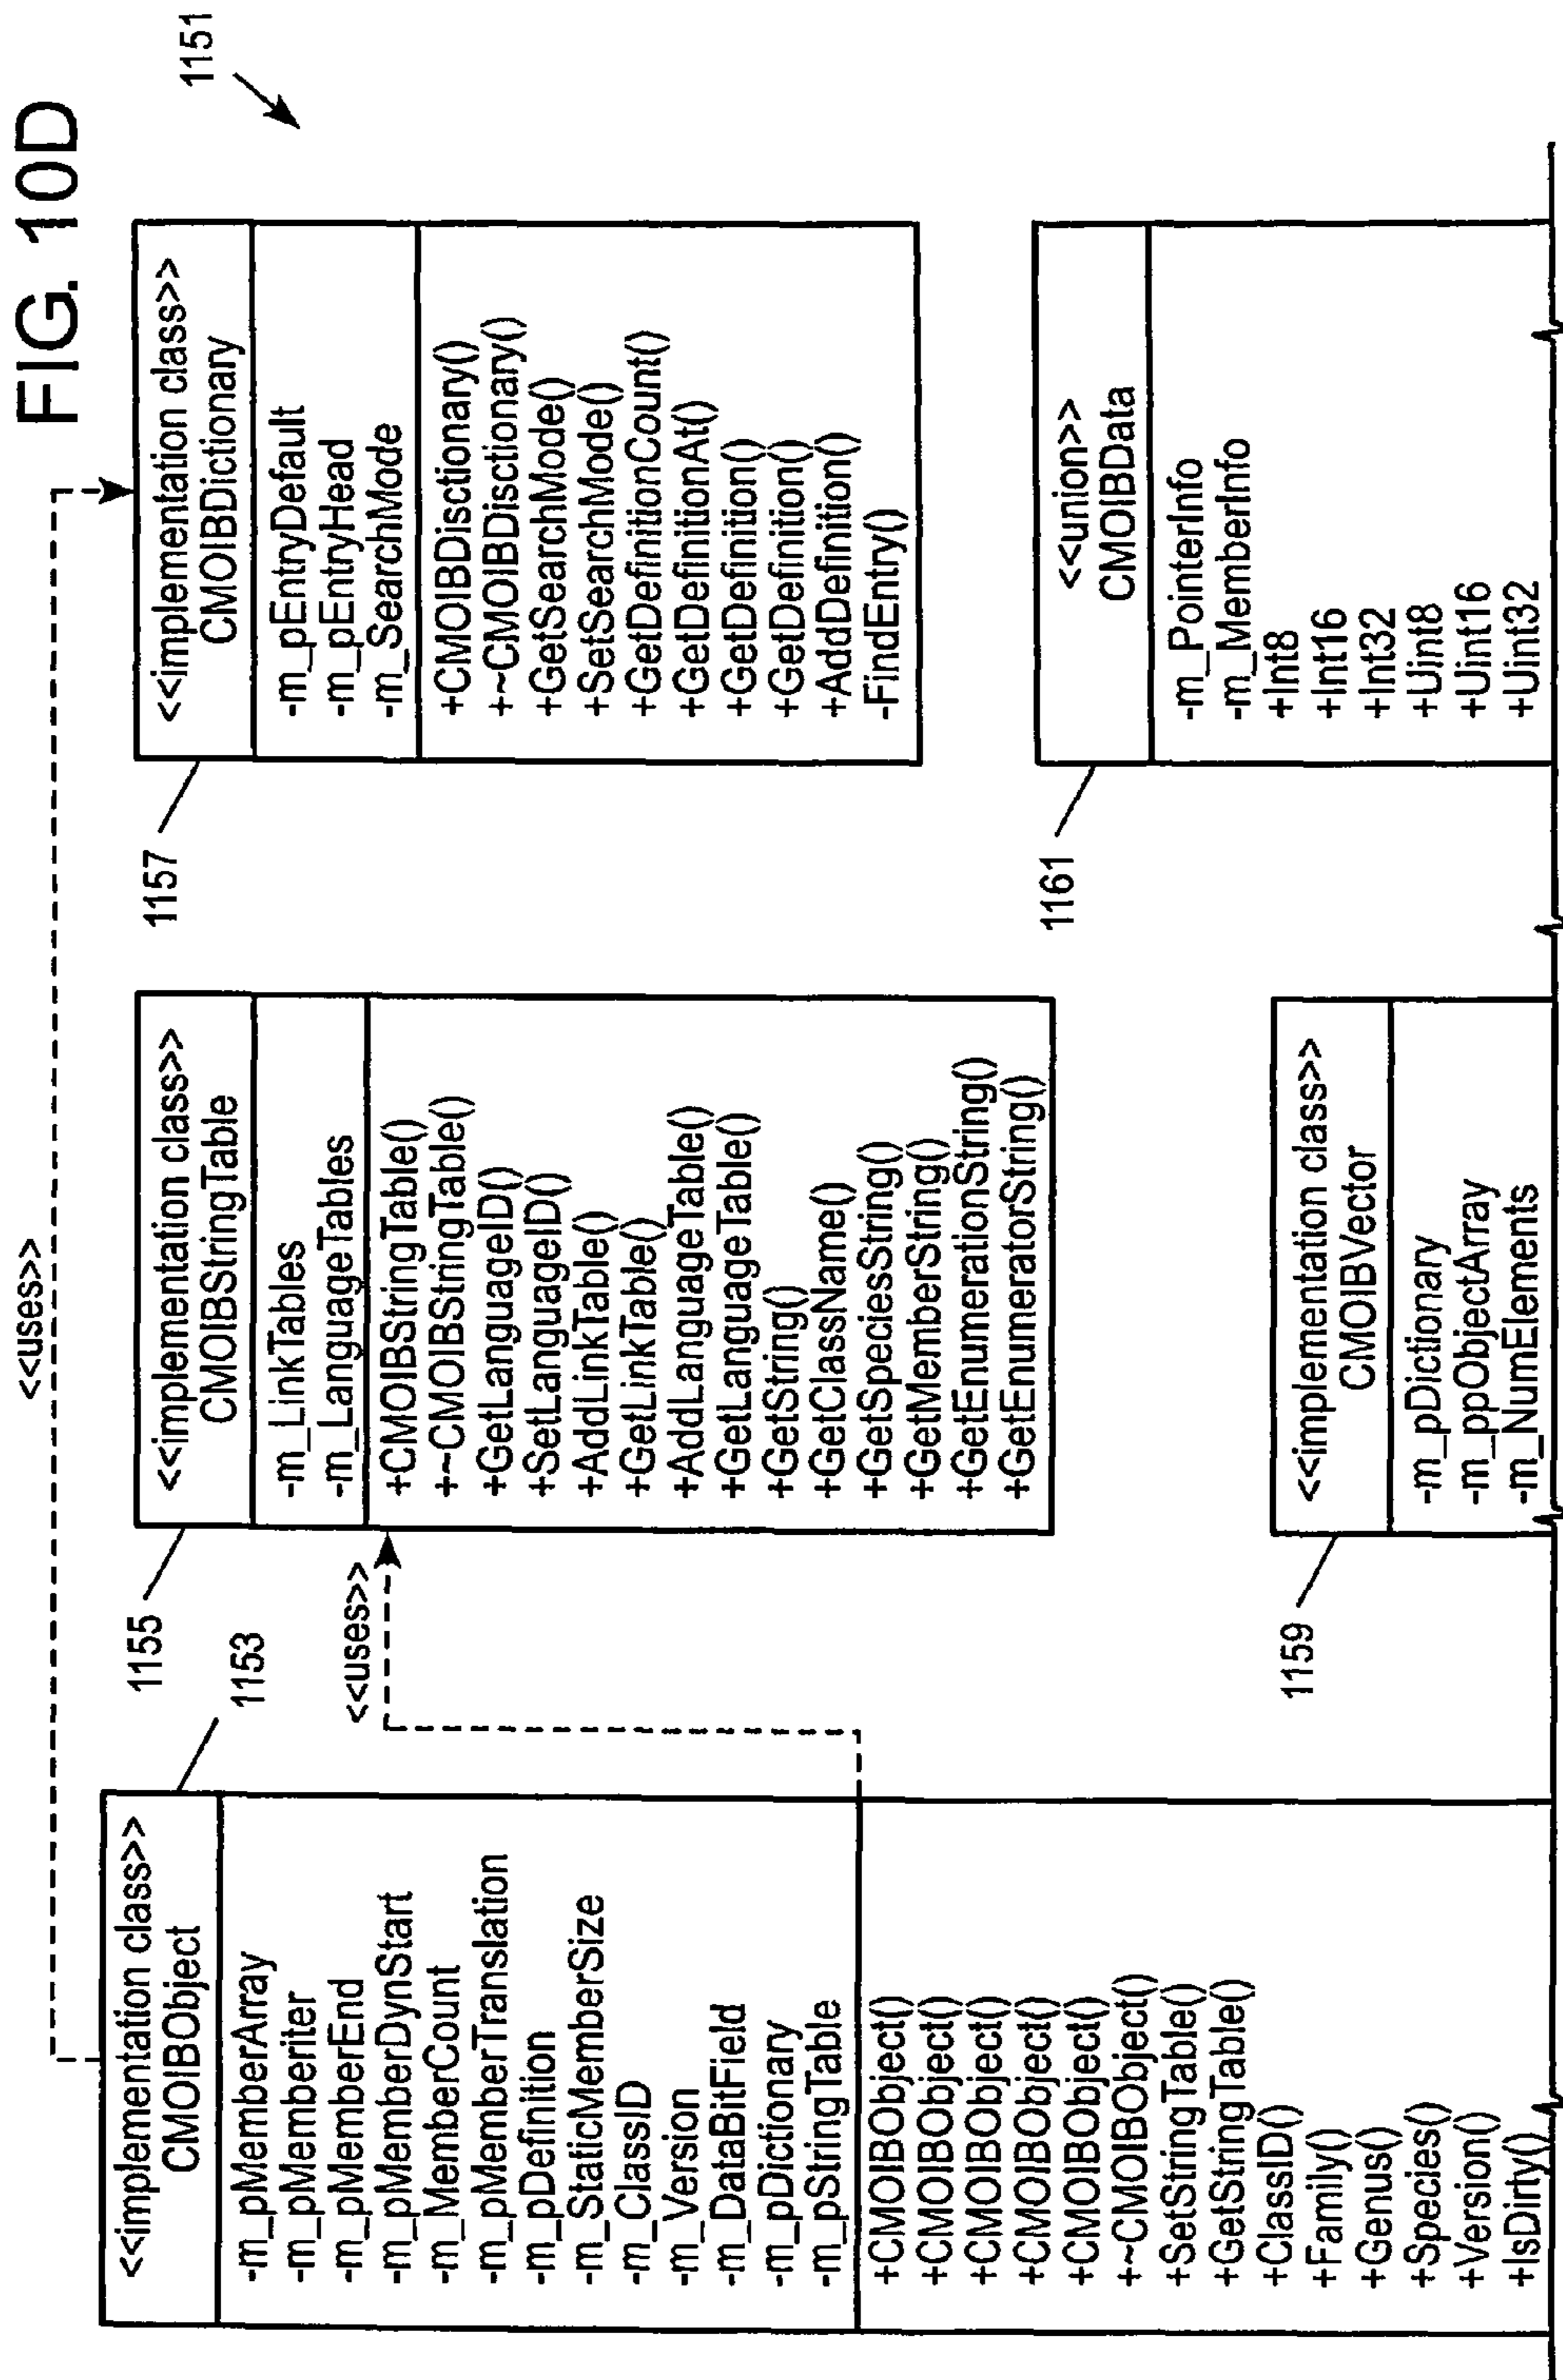 FIG. 10D
1151
<<uses>>
1153
<<implementation class>>
CMOIBObject
-m_pMemberArray
-m_pMemberiter
-m_pMemberEnd
-m_pMemberDynStart
-m_MemberCount
-m_pMemberTranslation
-m_pDefinition
-m_StaticMemberSize
-m_ClassID
-m_Version
-m_DataBitField
-m_pDictionary
-m_pStringTable
+CMOIBObject()
+CMOIBObject()
+CMOIBObject()
+CMOIBObject()
+CMOIBObject()
+~CMOIBObject()
+SetStringTable()
+GetStringTable()
+ClassID()
+Family()
+Genus()
+Species()
+Version()
+IsDirty()
<<uses>>
1155
<<implementation class>>
CMOIBStringTable
-m_LinkTables
-m_LanguageTables
+CMOIBStringTable()
+~CMOIBStringTable()
+GetLanguageID()
+SetLanguageID()
+AddLinkTable()
+GetLinkTable()
+AddLanguageTable()
+GetLanguageTable()
+GetString()
+GetClassName()
+GetSpeciesString()
+GetMemberString()
+GetEnumerationString()
+GetEnumeratorString()
1157
<<implementation class>>
CMOIBDictionary
-m_pEntryDefault
-m_pEntryHead
-m_SearchMode
+CMOIBDisctionary()
+~CMOIBDisctionary()
+GetSearchMode()
+SetSearchMode()
+GetDefinitionCount()
+GetDefinitionAt()
+GetDefinition()
+GetDefinition()
+AddDefinition()
-FindEntry()
1159
<<implementation class>>
CMOIBVector
-m_pDictionary
-m_ppObjectArray
-m_NumElements
1161
<<union>>
CMOIBData
-m_PointerInfo
-m_MemberInfo
+Int8
+Int16
+Int32
+Uint8
+Uint16
+Uint32